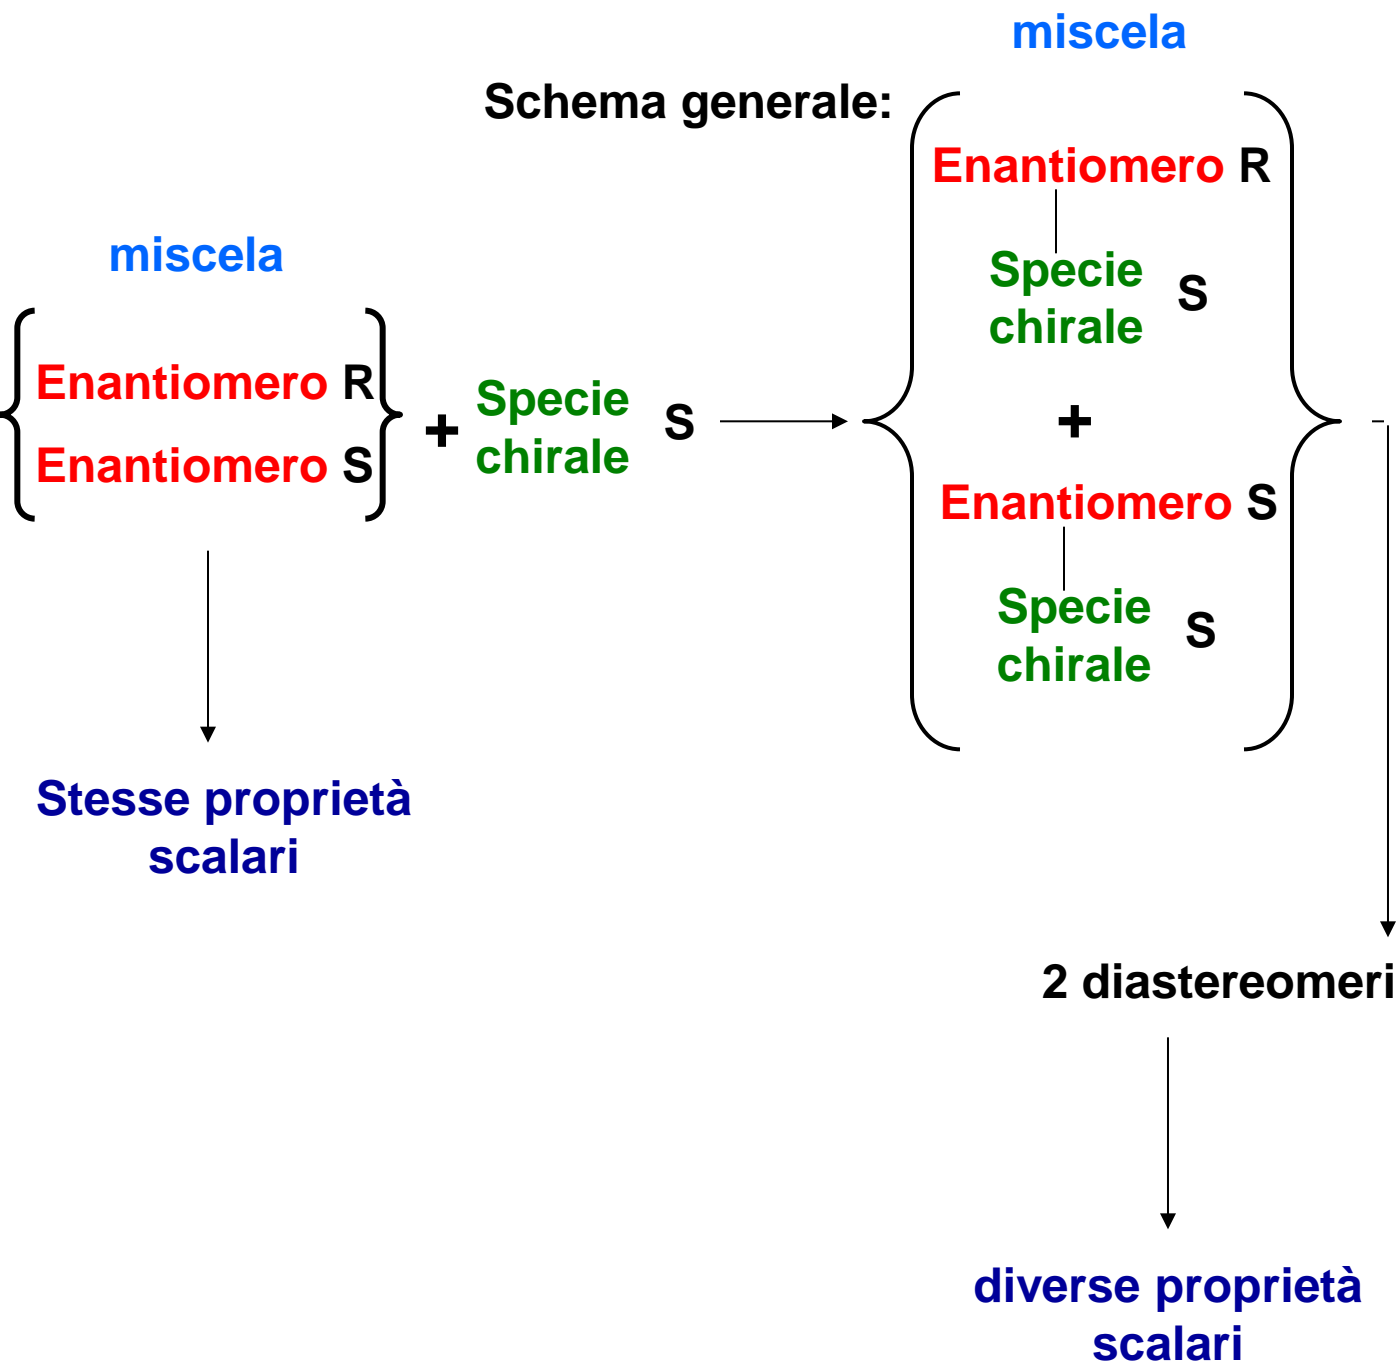 miscela
Schema generale:
Enantiomero R
Specie
chirale S
+
Enantiomero S
Specie
chirale S
miscela
Enantiomero R
Enantiomero S
+
Specie
chirale S
Stesse proprietà
scalari
2 diastereomeri
diverse proprietà
scalari